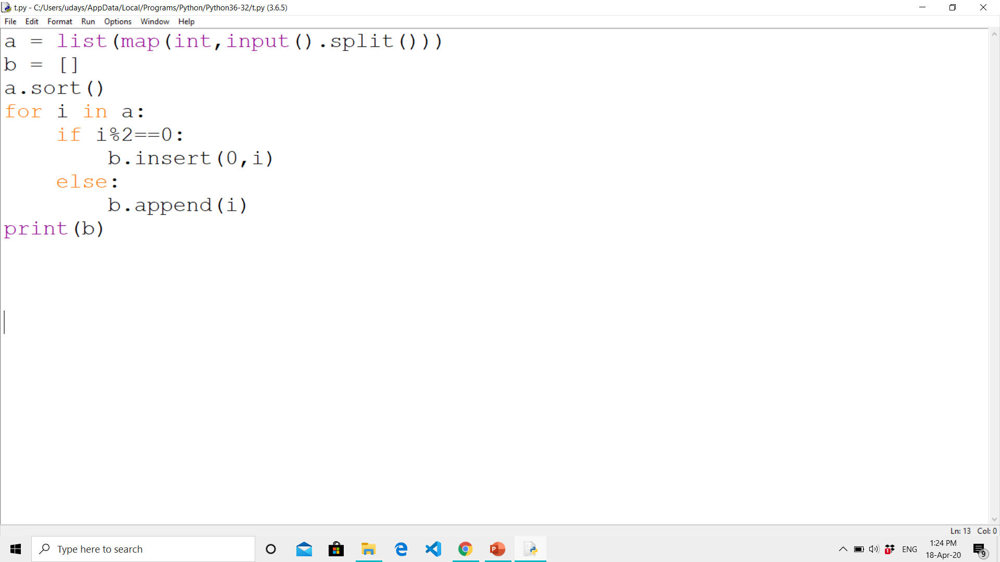 t.py - C:/Users/udays/AppData/Local/Programs/Python/Python36-32/t.py (3.6.5)
File Edit Format Run Options Window Help
a = list(map(int,input().split()))
b = []
a.sort()
for i in a:
    if i%2==0:
        b.insert(0,i)
    else:
        b.append(i)
print(b)
Ln: 13 Col: 0
Type here to search
P
1
ENG
1:24 PM
18-Apr-20
9